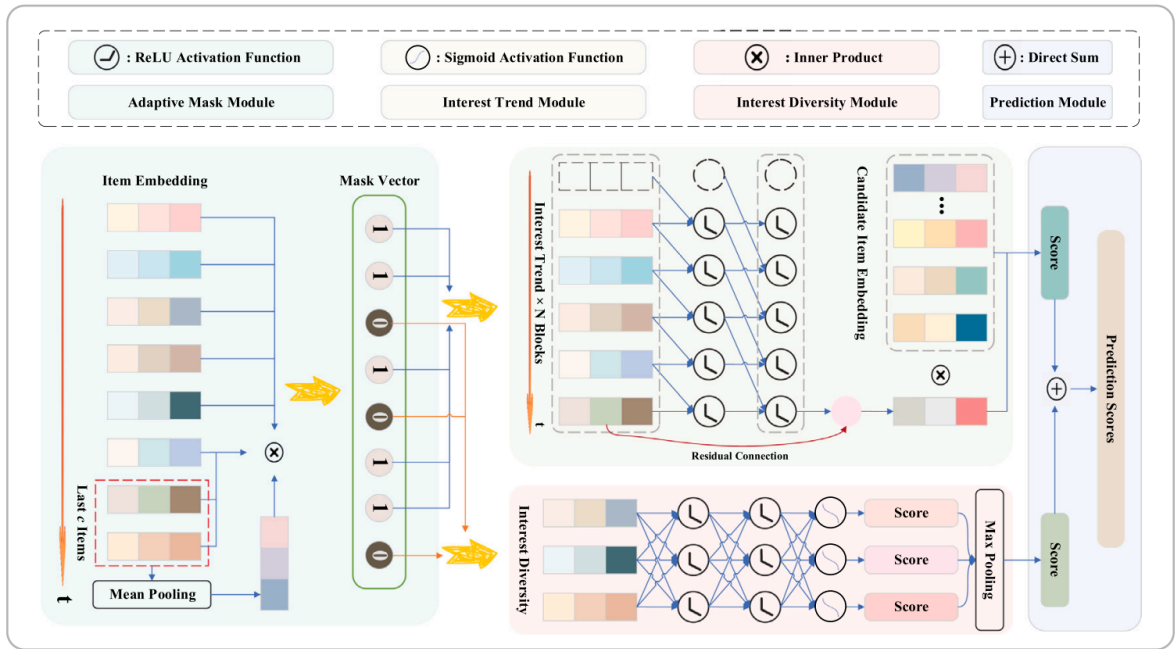 : ReLU Activation Function
: Sigmoid Activation Function
: Inner Product
: Direct Sum
Adaptive Mask Module
Interest Trend Module
Interest Diversity Module
Prediction Module
Item Embedding
Last c Items
t
Mean Pooling
Mask Vector
1
1
0
1
0
1
1
0
Interest Trend × N Blocks
t
Residual Connection
Candidate Item Embedding
...
Interest Diversity
Score
Score
Score
Max Pooling
Score
Score
Prediction Scores